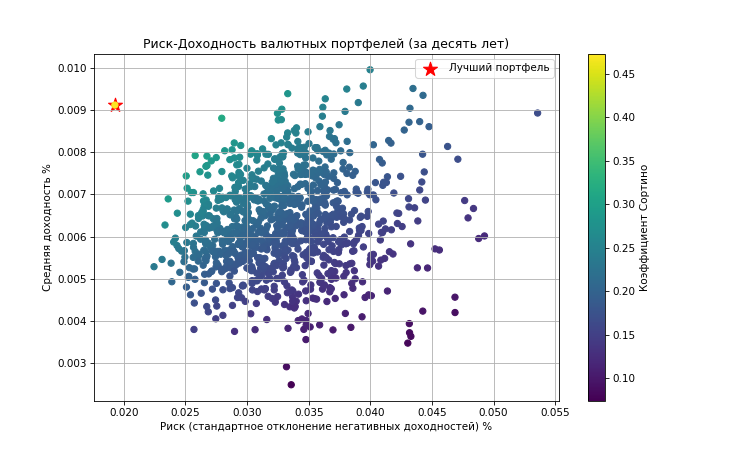 Риск-Доходность валютных портфелей (за десять лет)
Лучший портфель
0.010
0.009
0.008
0.007
0.006
0.005
0.004
0.003
Средняя доходность %
0.020 0.025 0.030 0.035 0.040 0.045 0.050 0.055
Риск (стандартное отклонение негативных доходностей) %
0.45
0.40
0.35
0.30
0.25
0.20
0.15
0.10
Коэффициент Сортино